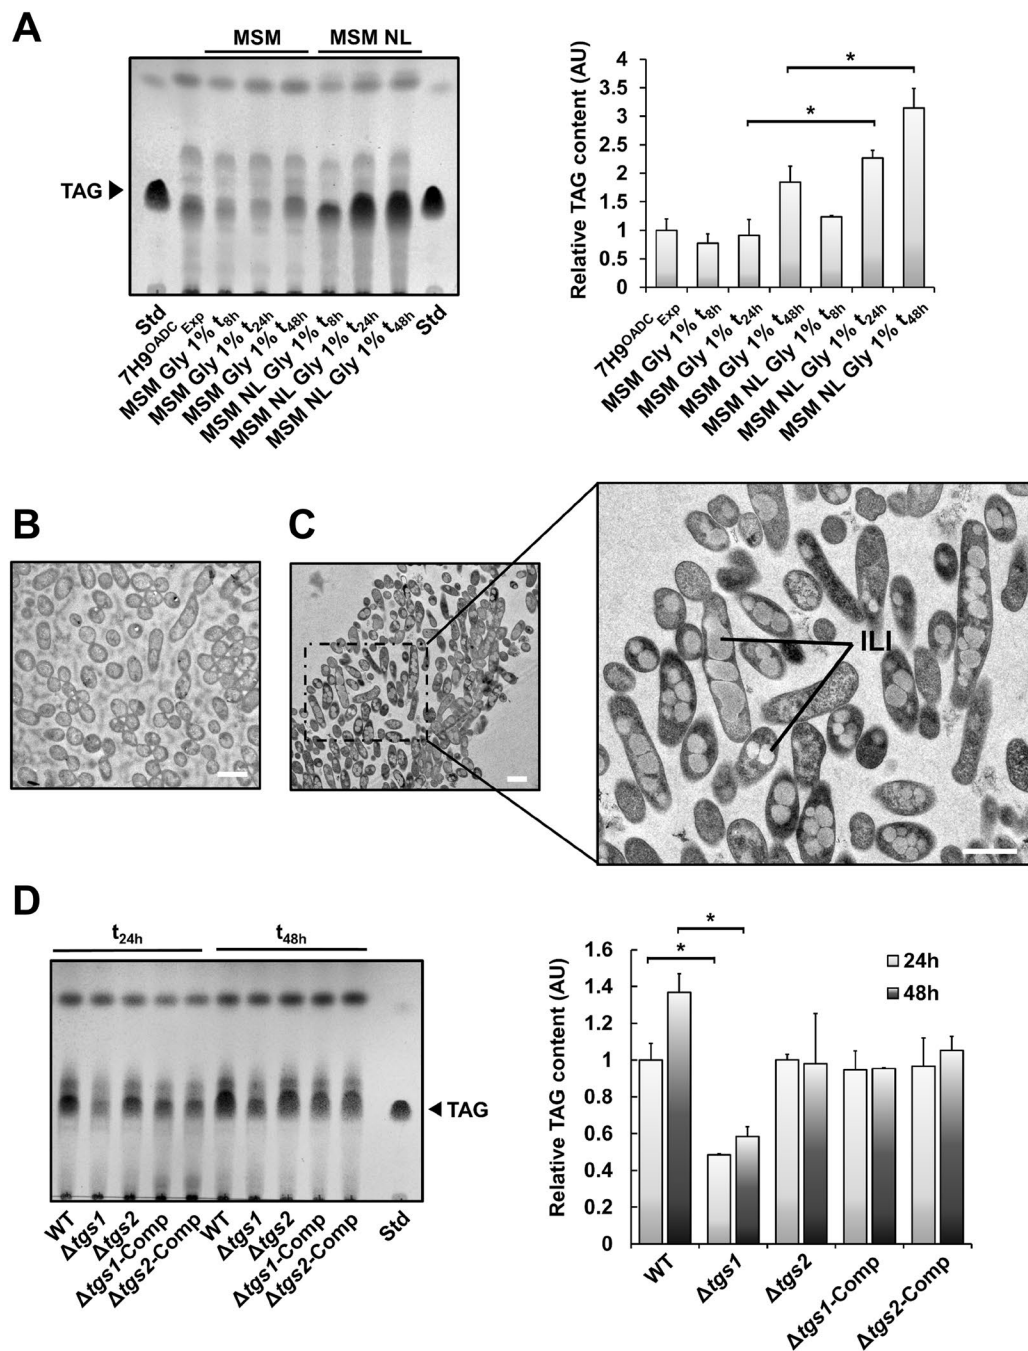 A
MSM
MSM NL
TAG
Std
7H9OADC Exp
MSM Gly 1% t8h
MSM Gly 1% t24h
MSM Gly 1% t48h
MSM NL Gly 1% t8h
MSM NL Gly 1% t24h
MSM NL Gly 1% t48h
Std
Relative TAG content (AU)
4
3.5
3
2.5
2
1.5
1
0.5
0
*
*
7H9OADC Exp
MSM Gly 1% t8h
MSM Gly 1% t24h
MSM Gly 1% t48h
MSM NL Gly 1% t8h
MSM NL Gly 1% t24h
MSM NL Gly 1% t48h
B
C
ILI
D
t24h
t48h
TAG
WT
Δtgs1
Δtgs2
Δtgs1-Comp
Δtgs2-Comp
WT
Δtgs1
Δtgs2
Δtgs1-Comp
Δtgs2-Comp
Std
Relative TAG content (AU)
1.6
1.4
1.2
1
0.8
0.6
0.4
0.2
0
*
*
24h
48h
WT
Δtgs1
Δtgs2
Δtgs1-Comp
Δtgs2-Comp